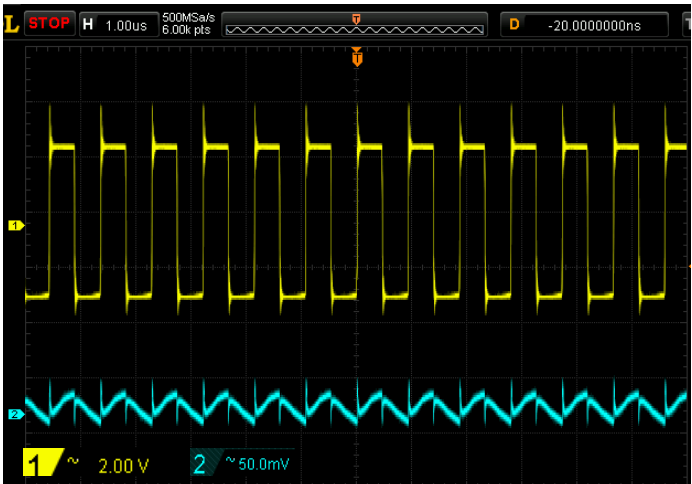 L STOP H 1.00us 500MSa/s D -20.0000000ns T
6.00k pts
T
T
1
2
1 ~ 2.00 V 2 ~ 50.0mV